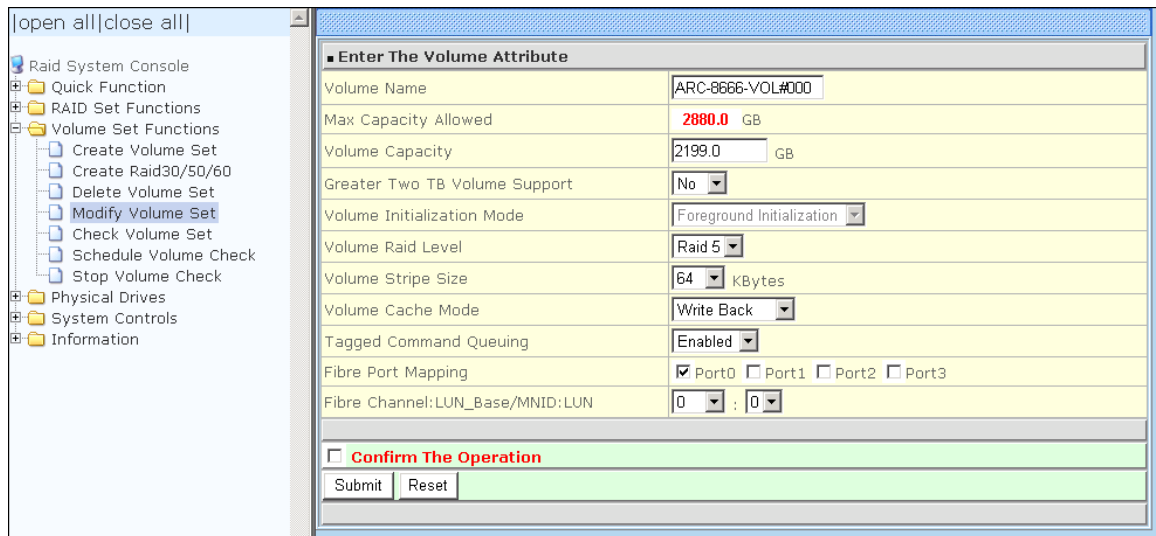 |open all|close all|
Raid System Console
Quick Function
RAID Set Functions
Volume Set Functions
Create Volume Set
Create Raid30/50/60
Delete Volume Set
Modify Volume Set
Check Volume Set
Schedule Volume Check
Stop Volume Check
Physical Drives
System Controls
Information
Enter The Volume Attribute
Volume Name ARC-8666-VOL#000
Max Capacity Allowed 2880.0 GB
Volume Capacity 2199.0 GB
Greater Two TB Volume Support No
Volume Initialization Mode Foreground Initialization
Volume Raid Level Raid 5
Volume Stripe Size 64 KBytes
Volume Cache Mode Write Back
Tagged Command Queuing Enabled
Fibre Port Mapping Port0 Port1 Port2 Port3
Fibre Channel:LUN_Base/MNID:LUN 0 : 0
Confirm The Operation
Submit Reset